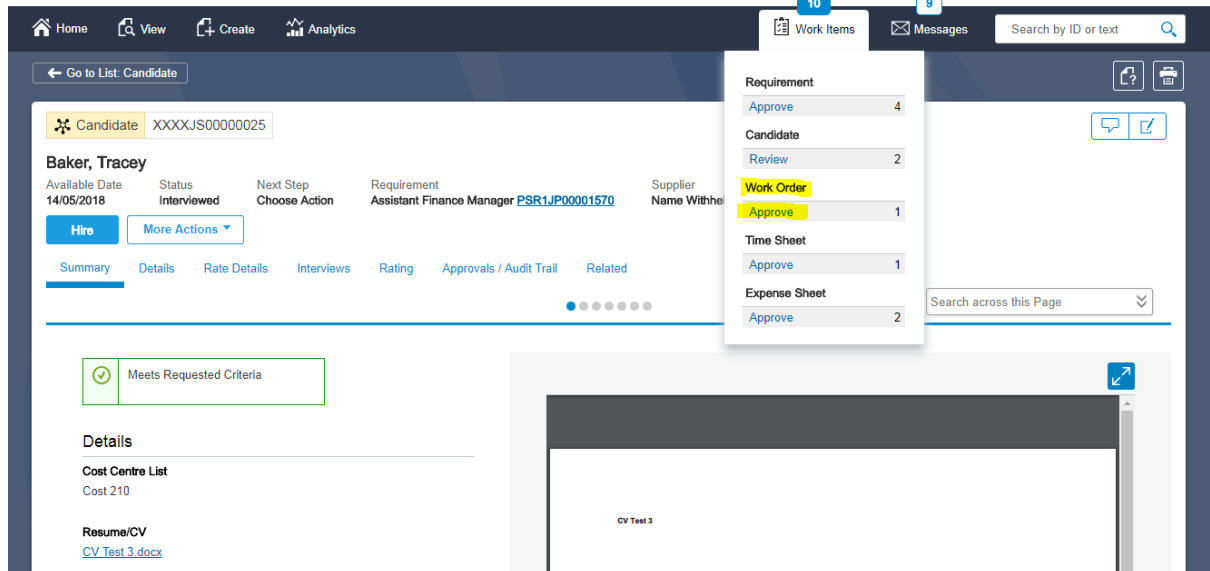 10
9
Home View Create Analytics Work Items Messages Search by ID or text
Go to List: Candidate
Requirement
Approve 4
Candidate
Review 2
Work Order
Approve 1
Time Sheet
Approve 1
Expense Sheet
Approve 2
Candidate XXXXJS00000025
Baker, Tracey
Available Date Status Next Step Requirement Supplier
14/05/2018 Interviewed Choose Action Assistant Finance Manager PSR1JP00001570 Name Withhel
Hire More Actions
Summary Details Rate Details Interviews Rating Approvals / Audit Trail Related
Search across this Page
Meets Requested Criteria
Details
Cost Centre List
Cost 210
Resume/CV
CV Test 3.docx
CV Test 3